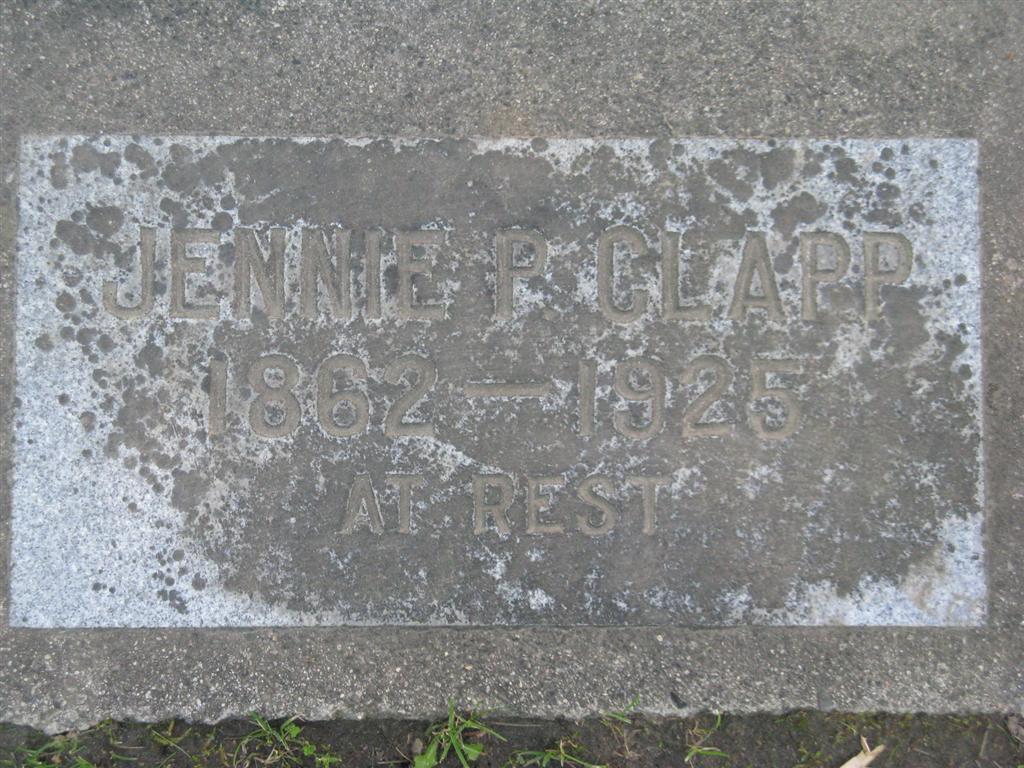 JENNIE P. CLAPP
1862 — 1925
AT REST